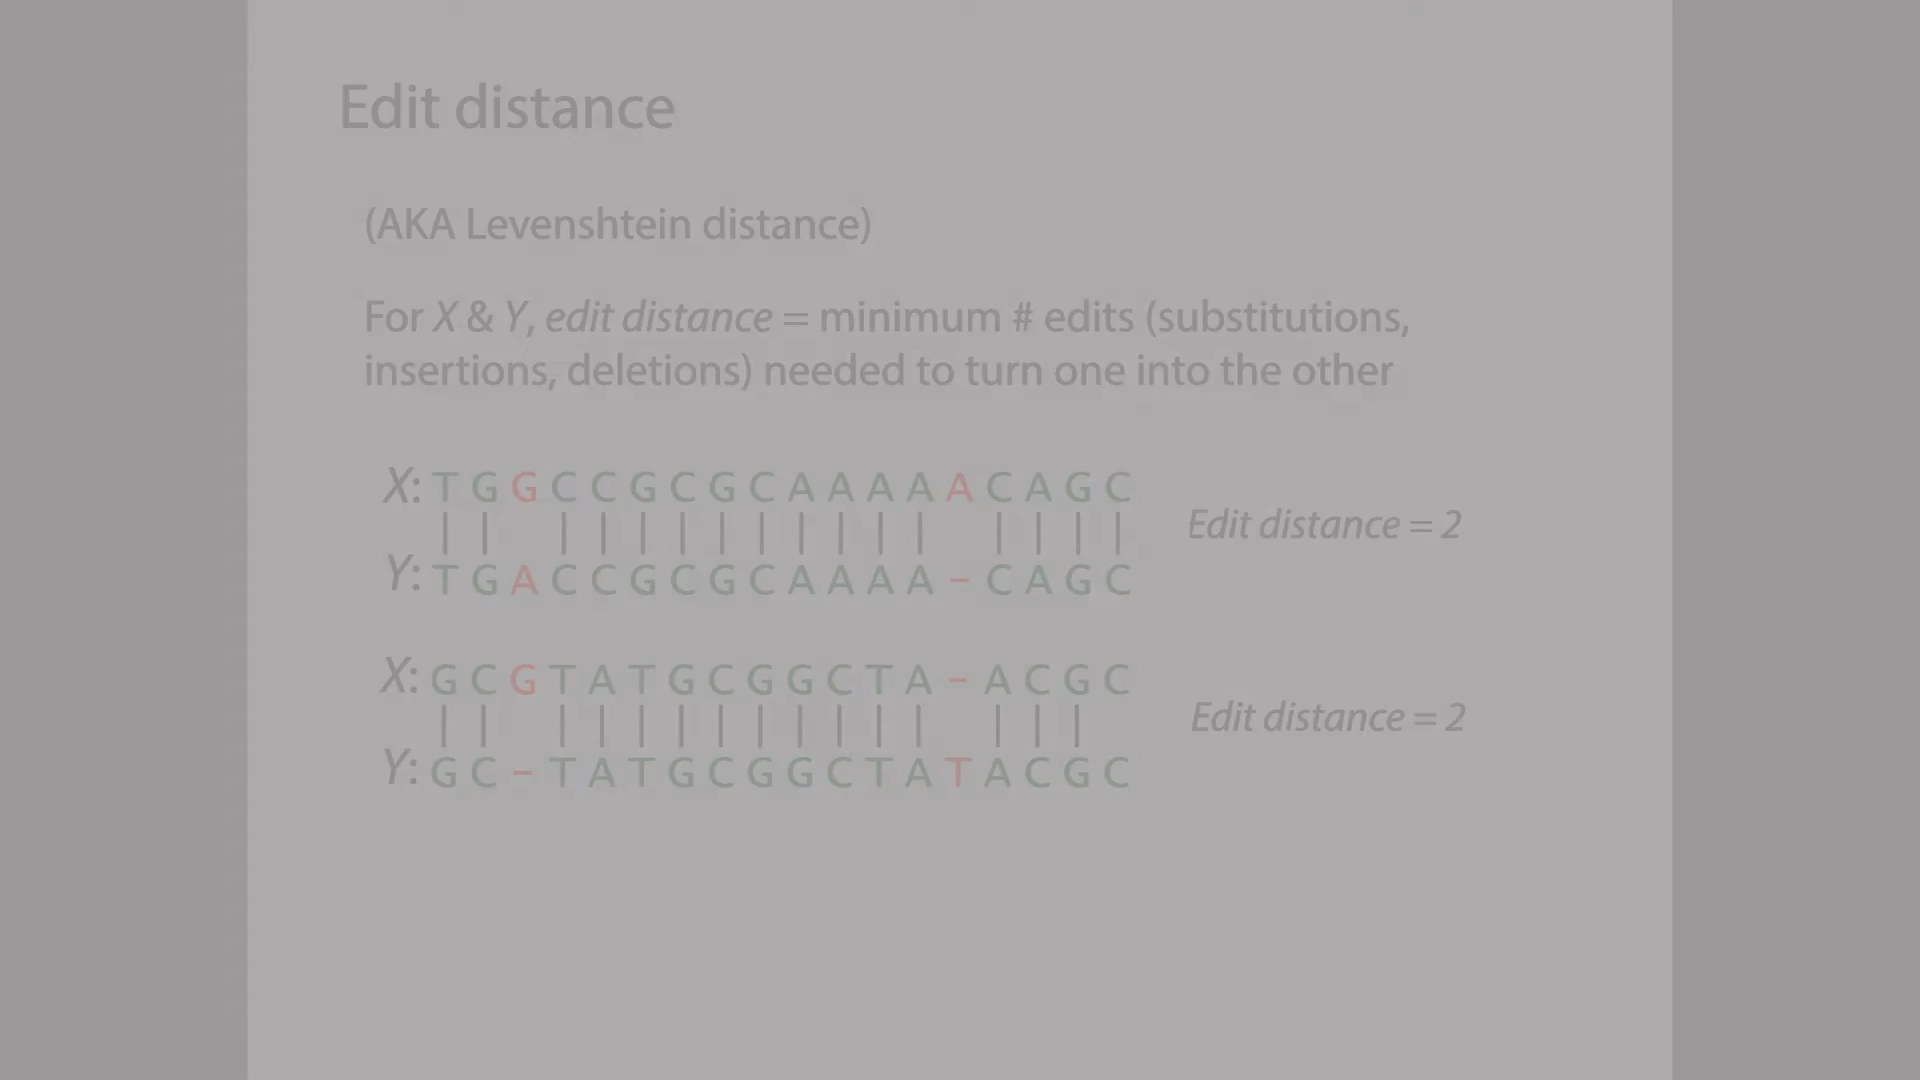 Edit distance
(AKA Levenshtein distance)
For X & Y, edit distance = minimum # edits (substitutions,
insertions, deletions) needed to turn one into the other
X: T G G C C G C G C A A A A A C A G C
| | | | | | | | | | | | | | | |
Y: T G A C C G C G C A A A A - C A G C
Edit distance = 2
X: G C G T A T G C G G C T A - A C G C
| | | | | | | | | | | | | | |
Y: G C - T A T G C G G C T A T A C G C
Edit distance = 2